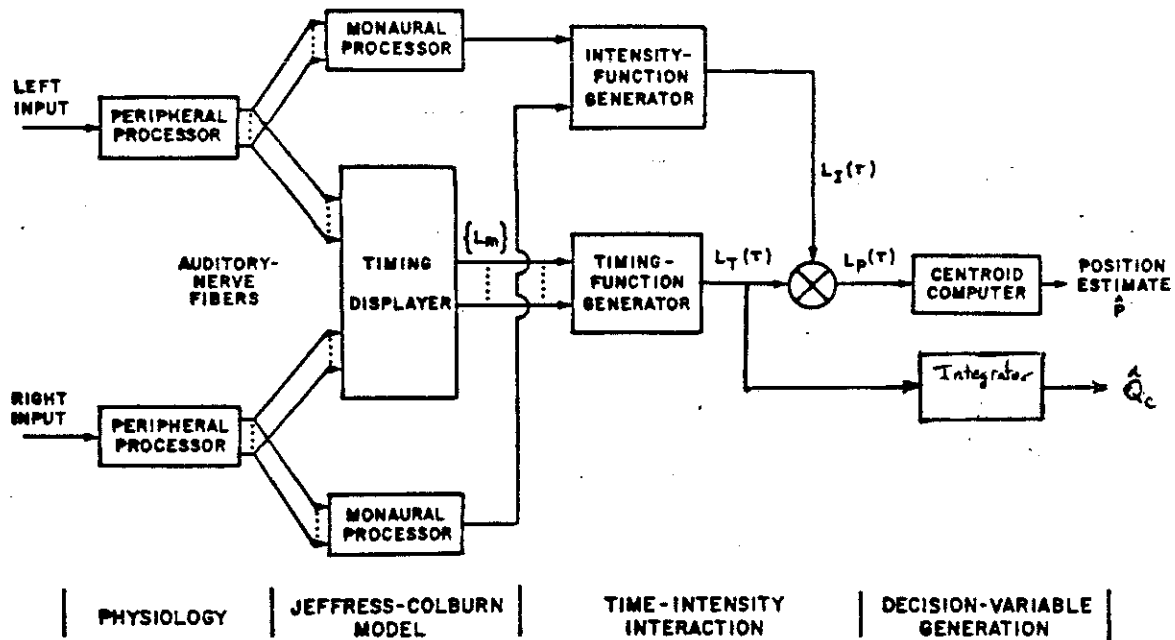 MONAURAL
PROCESSOR
INTENSITY-
FUNCTION
GENERATOR
LEFT
INPUT
PERIPHERAL
PROCESSOR
L_I(τ)
{L_m}
AUDITORY-
NERVE
FIBERS
TIMING
DISPLAYER
TIMING-
FUNCTION
GENERATOR
L_T(τ)
L_P(τ)
CENTROID
COMPUTER
POSITION
ESTIMATE
P̂
Integrator
Q̂_c
RIGHT
INPUT
PERIPHERAL
PROCESSOR
MONAURAL
PROCESSOR
PHYSIOLOGY
JEFFRESS-COLBURN
MODEL
TIME-INTENSITY
INTERACTION
DECISION-VARIABLE
GENERATION